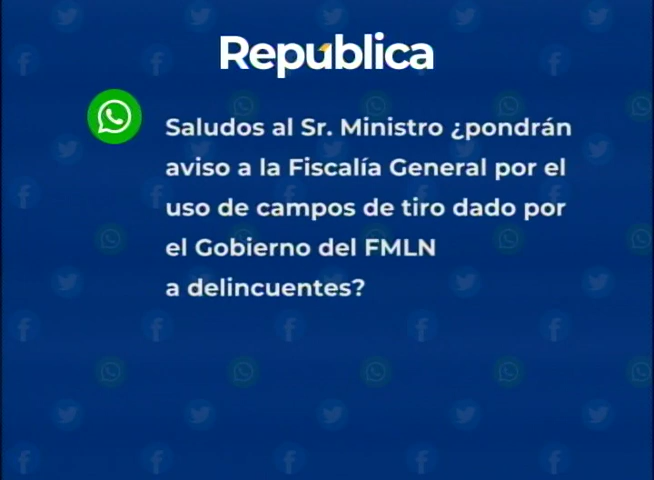 República
Saludos al Sr. Ministro ¿pondrán
aviso a la Fiscalía General por el
uso de campos de tiro dado por
el Gobierno del FMLN
a delincuentes?